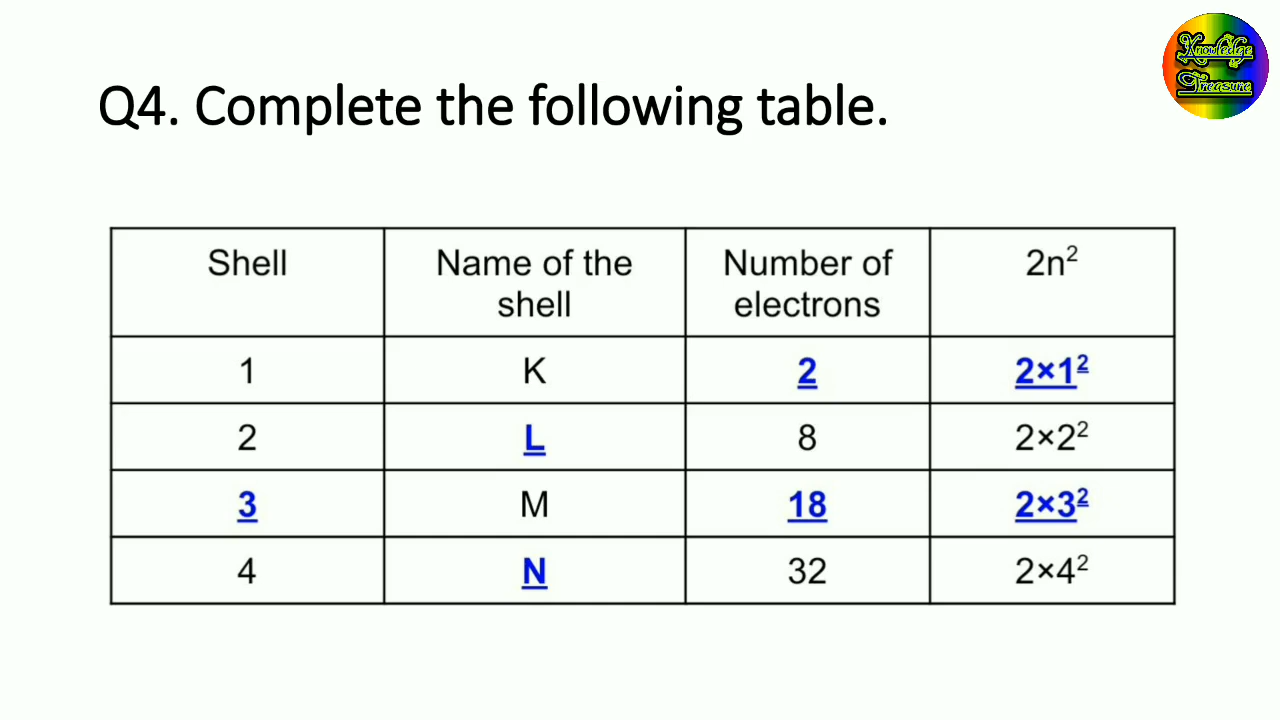 Knowledge
Treasure
Q4. Complete the following table.
Shell Name of the shell Number of electrons 2n²
1 K 2 2×1²
2 L 8 2×2²
3 M 18 2×3²
4 N 32 2×4²